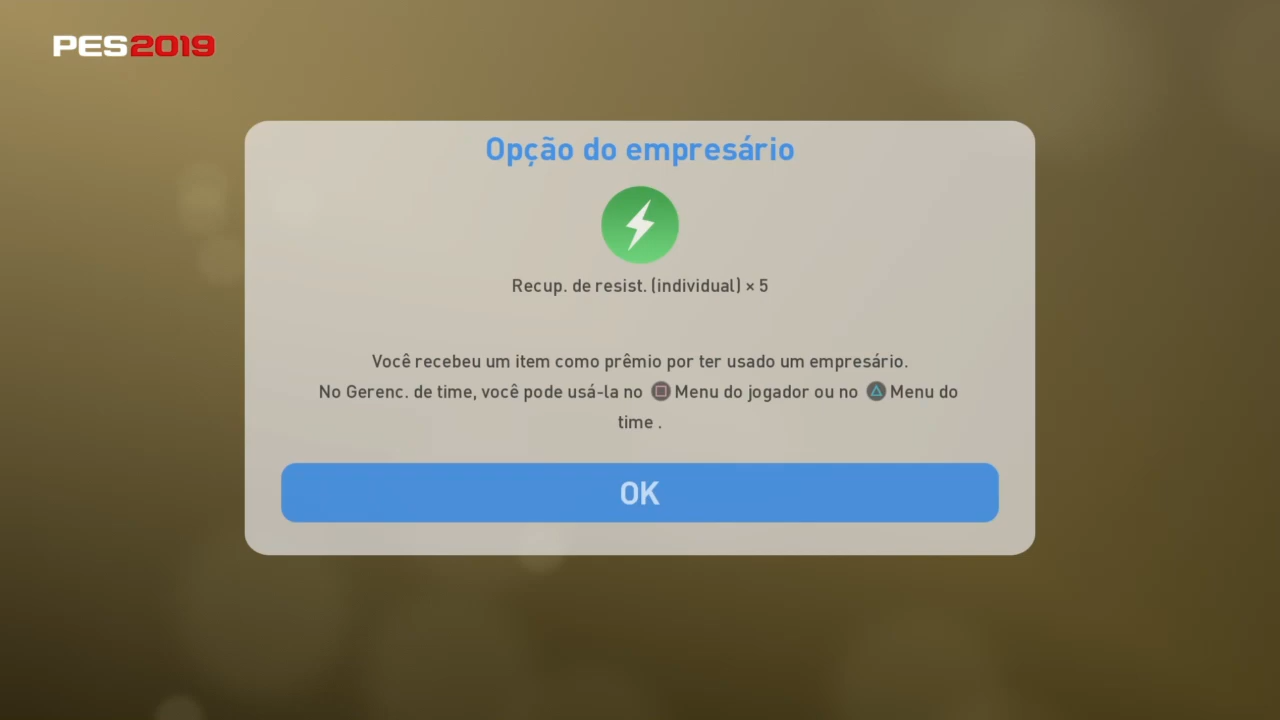 PES2019
Opção do empresário
Recup. de resist. (individual) × 5
Você recebeu um item como prêmio por ter usado um empresário.
No Gerenc. de time, você pode usá-la no Menu do jogador ou no Menu do
time .
OK